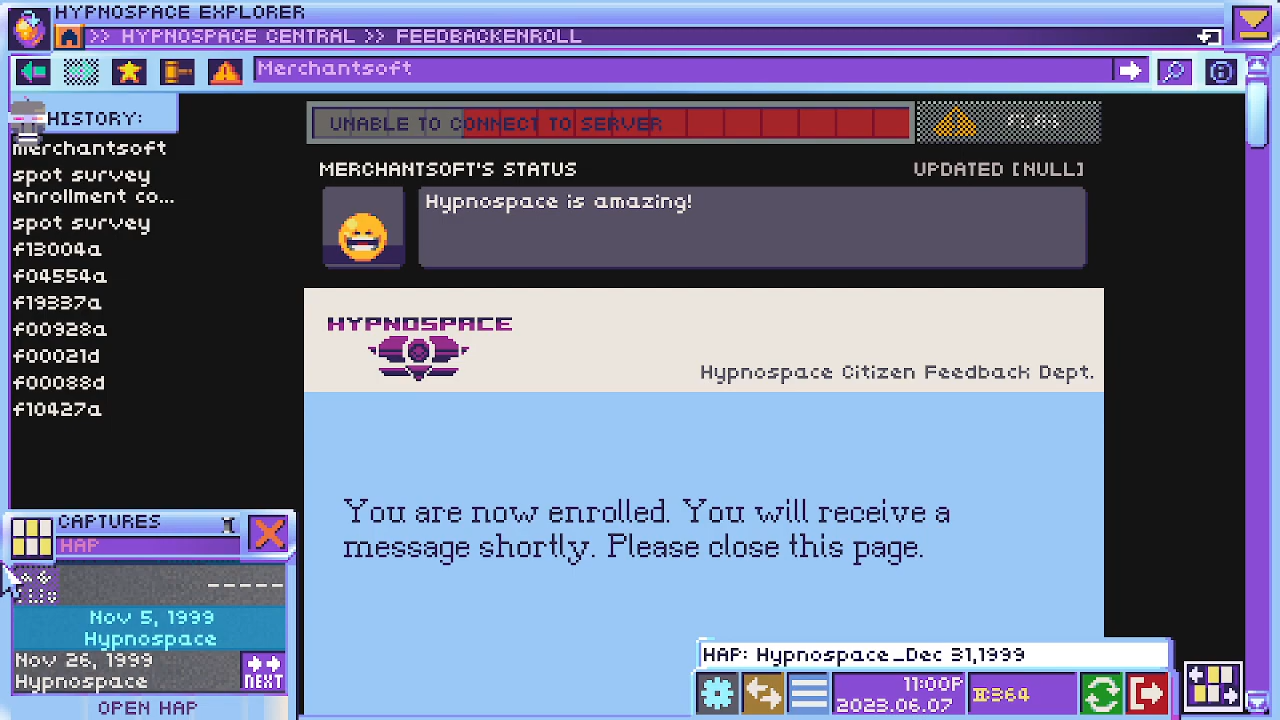 HYPNOSPACE EXPLORER
>> HYPNOSPACE CENTRAL >> FEEDBACKENROLL
Merchantsoft
HISTORY:
merchantsoft
spot survey
enrollment co...
spot survey
f13004a
f04554a
f19337a
f00928a
f00021d
f00088d
f10427a
UNABLE TO CONNECT TO SERVER
MERCHANTSOFT'S STATUS
UPDATED [NULL]
Hypnospace is amazing!
HYPNOSPACE
Hypnospace Citizen Feedback Dept.
You are now enrolled. You will receive a
message shortly. Please close this page.
CAPTURES
HAP
-----
Nov 5, 1999
Hypnospace
Nov 26, 1999
Hypnospace
NEXT
OPEN HAP
HAP: Hypnospace_Dec 31,1999
11:00P
2023.06.07
364